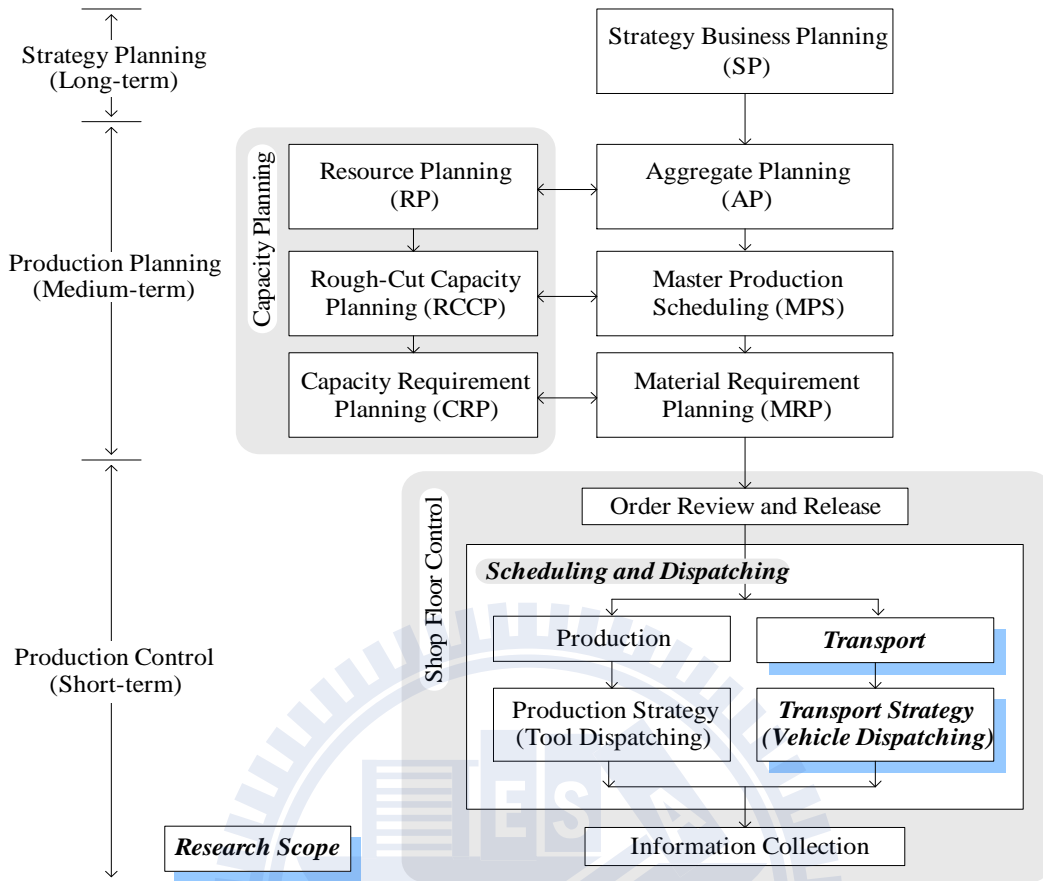 Strategy Planning
(Long-term)
Strategy Business Planning
(SP)
Capacity Planning
Resource Planning
(RP)
Aggregate Planning
(AP)
Production Planning
(Medium-term)
Rough-Cut Capacity
Planning (RCCP)
Master Production
Scheduling (MPS)
Capacity Requirement
Planning (CRP)
Material Requirement
Planning (MRP)
Production Control
(Short-term)
Shop Floor Control
Order Review and Release
Scheduling and Dispatching
Production
Transport
Production Strategy
(Tool Dispatching)
Transport Strategy
(Vehicle Dispatching)
Information Collection
Research Scope
ES
A